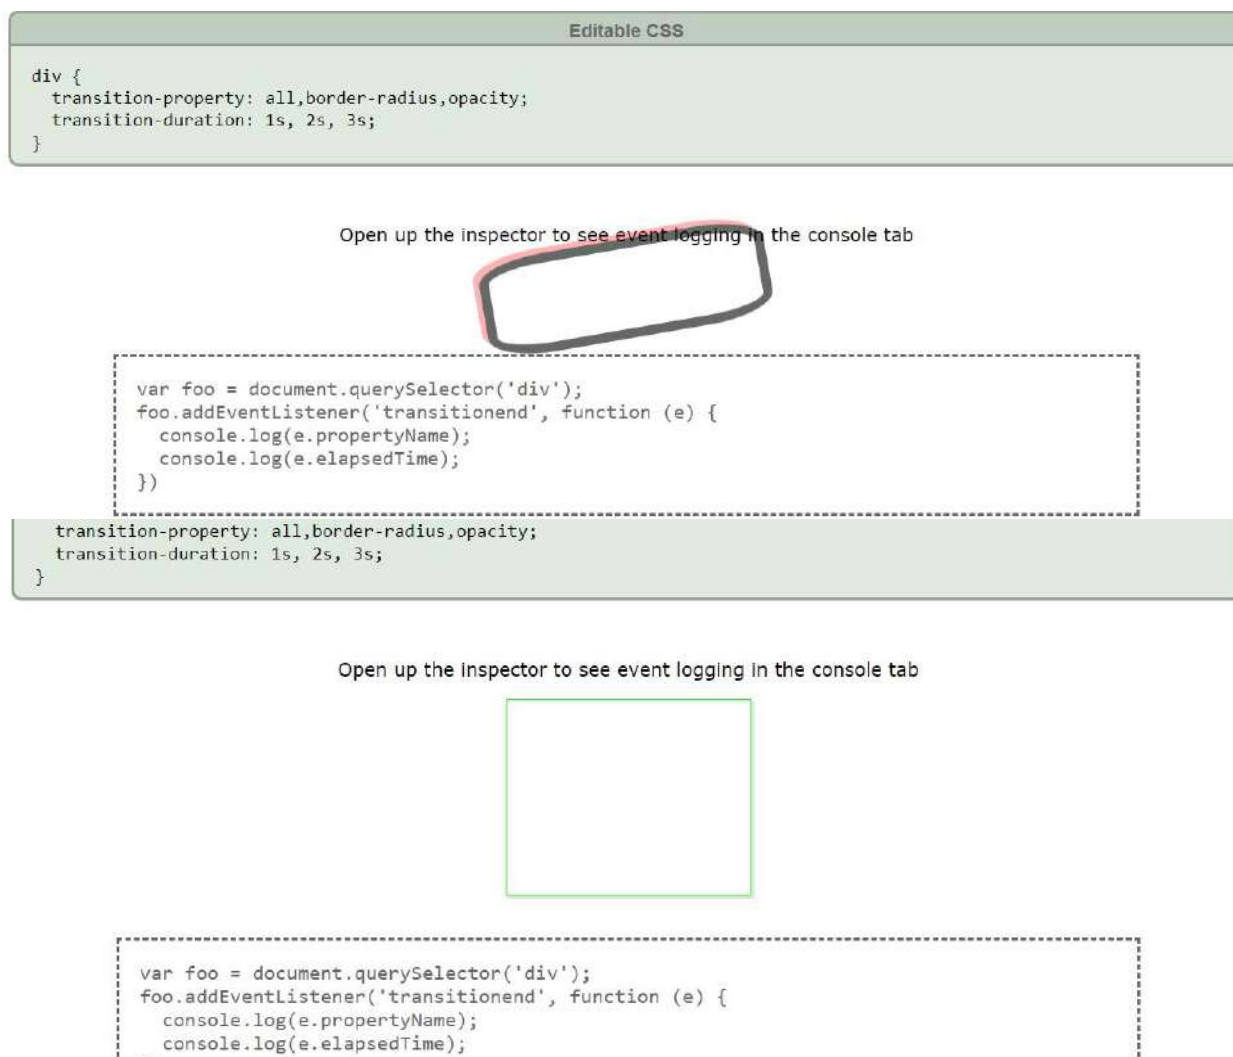 Editable CSS
div {
transition-property: all,border-radius,opacity;
transition-duration: 1s, 2s, 3s;
}
Open up the inspector to see event logging in the console tab
var foo = document.querySelector('div');
foo.addEventListener('transitionend', function (e) {
console.log(e.propertyName);
console.log(e.elapsedTime);
})
transition-property: all,border-radius,opacity;
transition-duration: 1s, 2s, 3s;
}
Open up the inspector to see event logging in the console tab
var foo = document.querySelector('div');
foo.addEventListener('transitionend', function (e) {
console.log(e.propertyName);
console.log(e.elapsedTime);